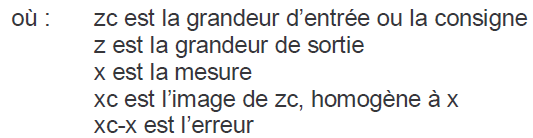 où : zc est la grandeur d’entrée ou la consigne
z est la grandeur de sortie
x est la mesure
xc est l’image de zc, homogène à x
xc-x est l’erreur